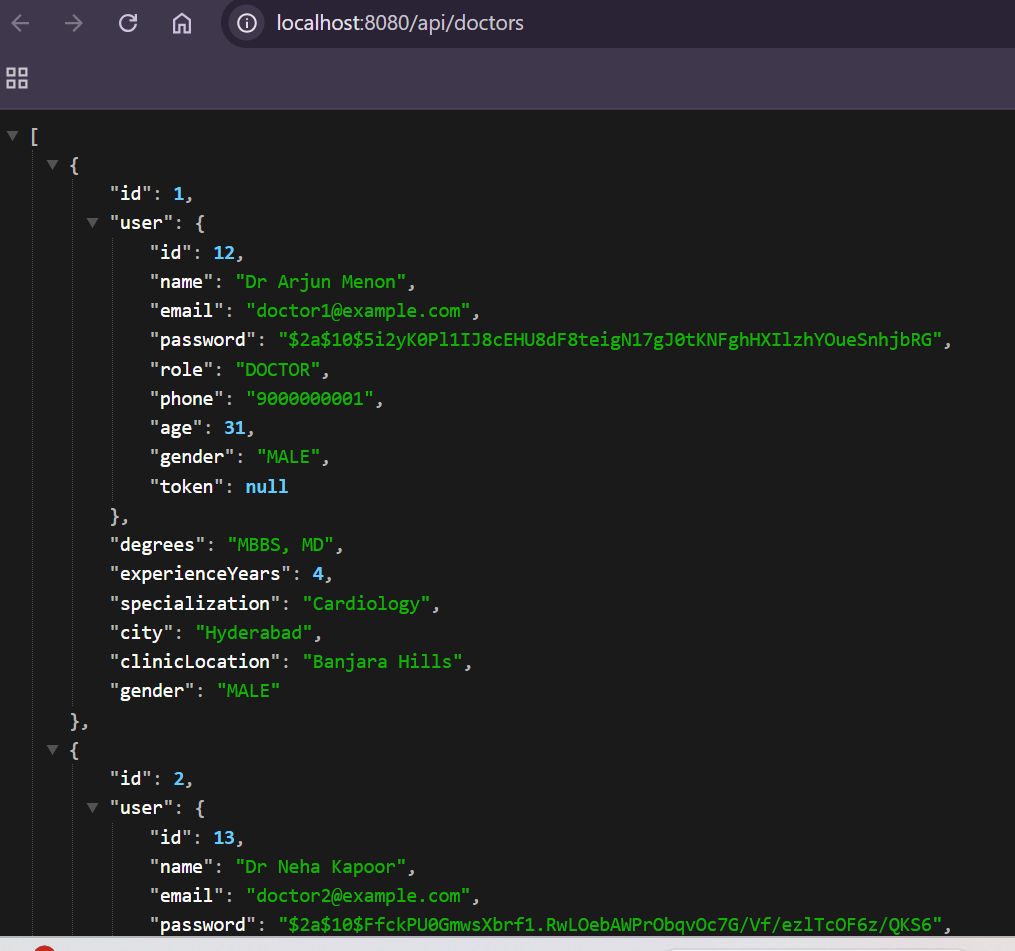 localhost:8080/api/doctors
[
{
"id": 1,
"user": {
"id": 12,
"name": "Dr Arjun Menon",
"email": "doctor1@example.com",
"password": "$2a$10$5i2yK0Pl1IJ8cEHU8dF8teigN17gJ0tKNFghHXIlzhYOueSnhjbRG",
"role": "DOCTOR",
"phone": "9000000001",
"age": 31,
"gender": "MALE",
"token": null
},
"degrees": "MBBS, MD",
"experienceYears": 4,
"specialization": "Cardiology",
"city": "Hyderabad",
"clinicLocation": "Banjara Hills",
"gender": "MALE"
},
{
"id": 2,
"user": {
"id": 13,
"name": "Dr Neha Kapoor",
"email": "doctor2@example.com",
"password": "$2a$10$FfckPU0GmwsXbrf1.RwLOebAWPrObqvOc7G/Vf/ezlTcOF6z/QKS6",